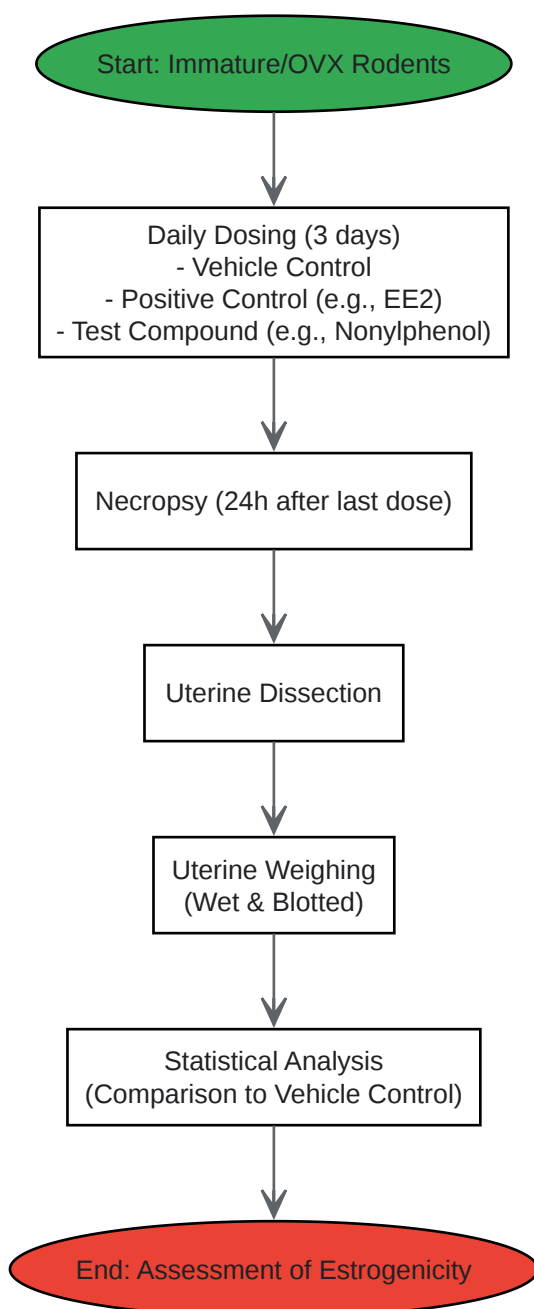 Start: Immature/OVX Rodents
Daily Dosing (3 days)
- Vehicle Control
- Positive Control (e.g., EE2)
- Test Compound (e.g., Nonylphenol)
Necropsy (24h after last dose)
Uterine Dissection
Uterine Weighing
(Wet & Blotted)
Statistical Analysis
(Comparison to Vehicle Control)
End: Assessment of Estrogenicity